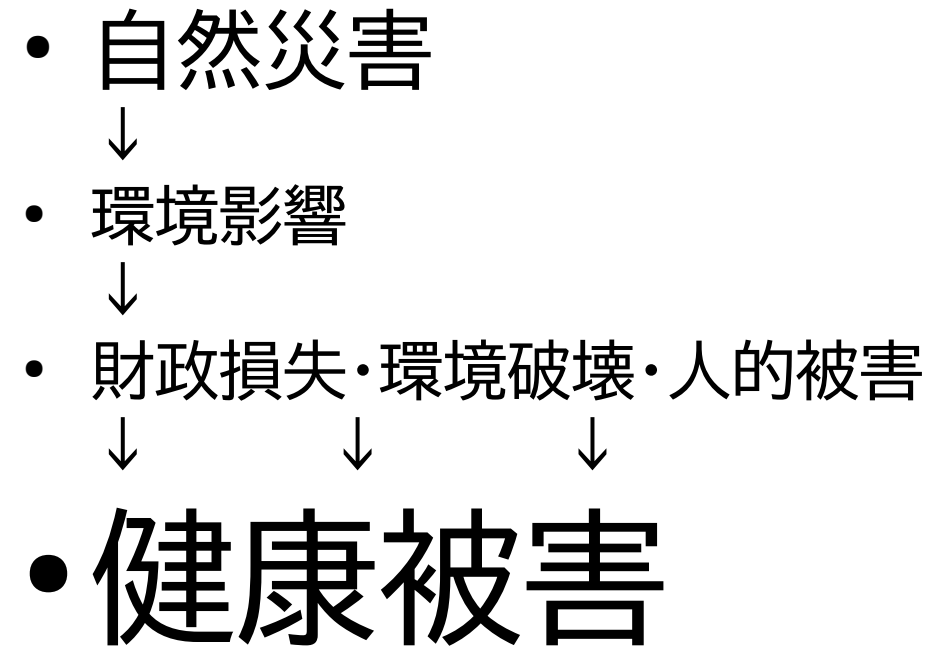 • 自然災害
↓
• 環境影響
↓
• 財政損失・環境破壊・人的被害
↓ ↓ ↓
• 健康被害